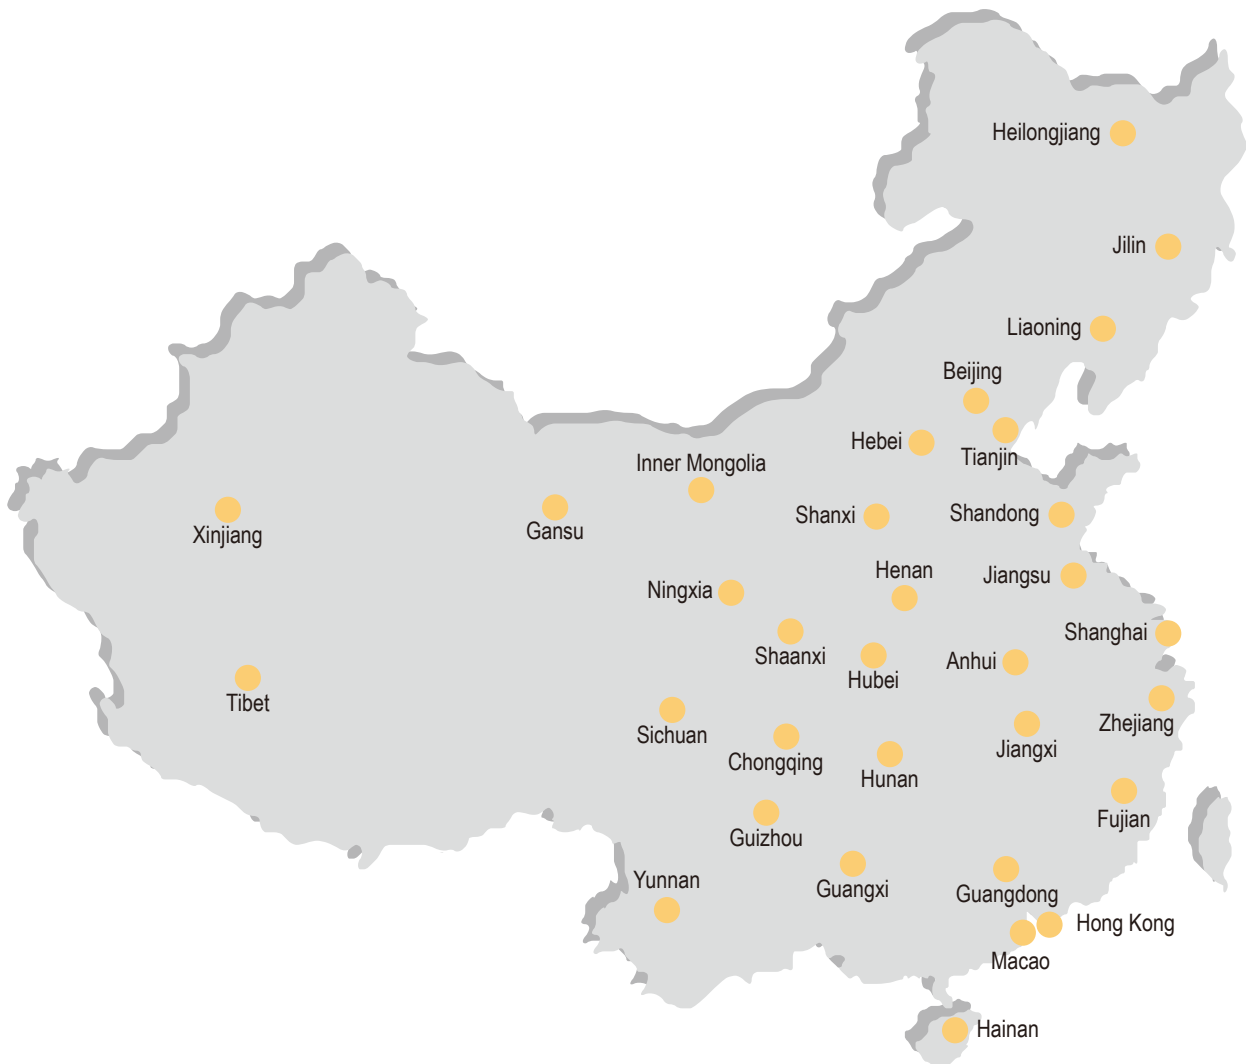 Heilongjiang
Jilin
Liaoning
Beijing
Hebei
Tianjin
Inner Mongolia
Xinjiang
Gansu
Shanxi
Shandong
Henan
Jiangsu
Ningxia
Shaanxi
Shanghai
Hubei
Anhui
Tibet
Sichuan
Zhejiang
Chongqing
Jiangxi
Hunan
Fujian
Guizhou
Yunnan
Guangxi
Guangdong
Hong Kong
Macao
Hainan